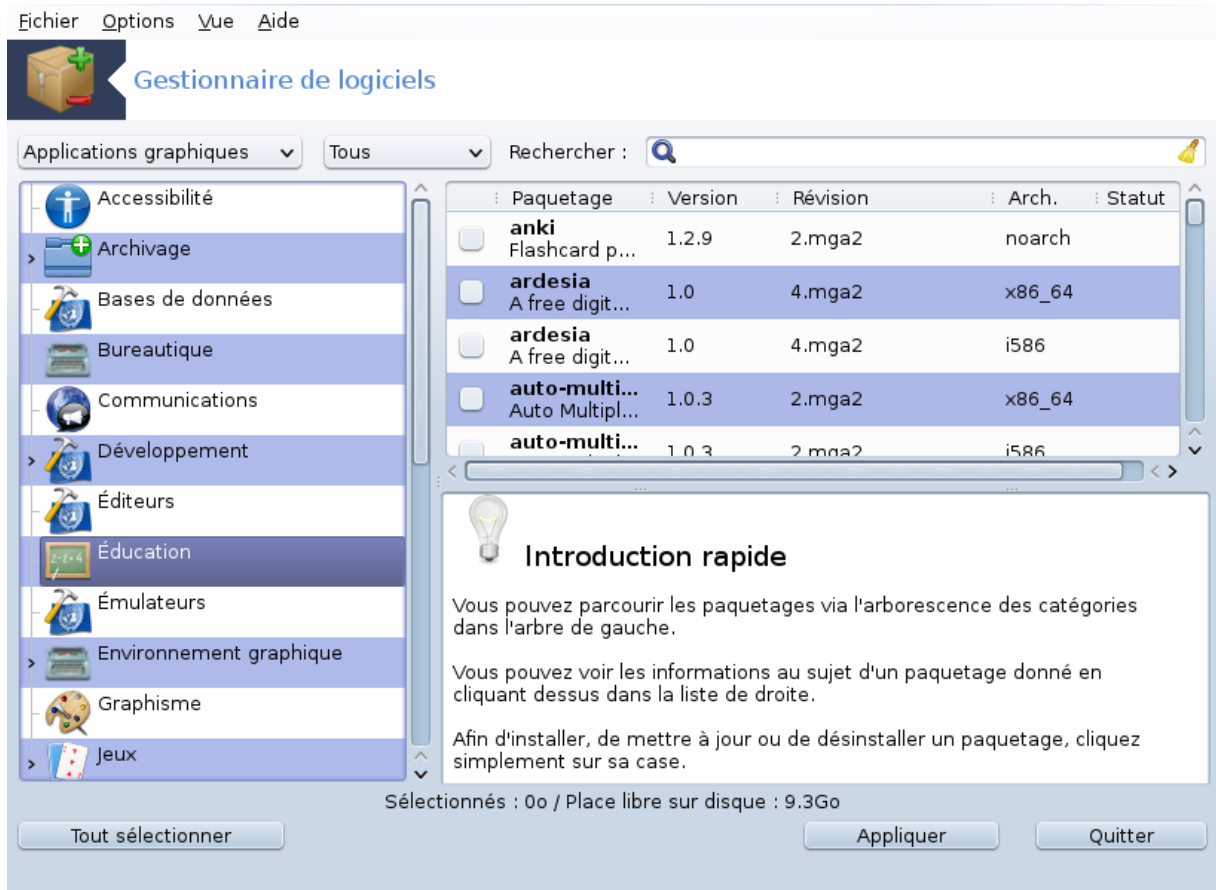 Fichier Options Vue Aide
Gestionnaire de logiciels
Applications graphiques Tous Rechercher :
Accessibilité
Archivage
Bases de données
Bureautique
Communications
Développement
Éditeurs
Éducation
Émulateurs
Environnement graphique
Graphisme
Jeux
Paquetage Version Révision Arch. Statut
anki
Flashcard p... 1.2.9 2.mga2 noarch
ardesia
A free digit... 1.0 4.mga2 x86_64
ardesia
A free digit... 1.0 4.mga2 i586
auto-multi...
Auto Multipl... 1.0.3 2.mga2 x86_64
auto-multi...
1.0.3 2.mga2 i586
Introduction rapide
Vous pouvez parcourir les paquetages via l'arborescence des catégories
dans l'arbre de gauche.
Vous pouvez voir les informations au sujet d'un paquetage donné en
cliquant dessus dans la liste de droite.
Afin d'installer, de mettre à jour ou de désinstaller un paquetage, cliquez
simplement sur sa case.
Sélectionnés : 0o / Place libre sur disque : 9.3Go
Tout sélectionner Appliquer Quitter